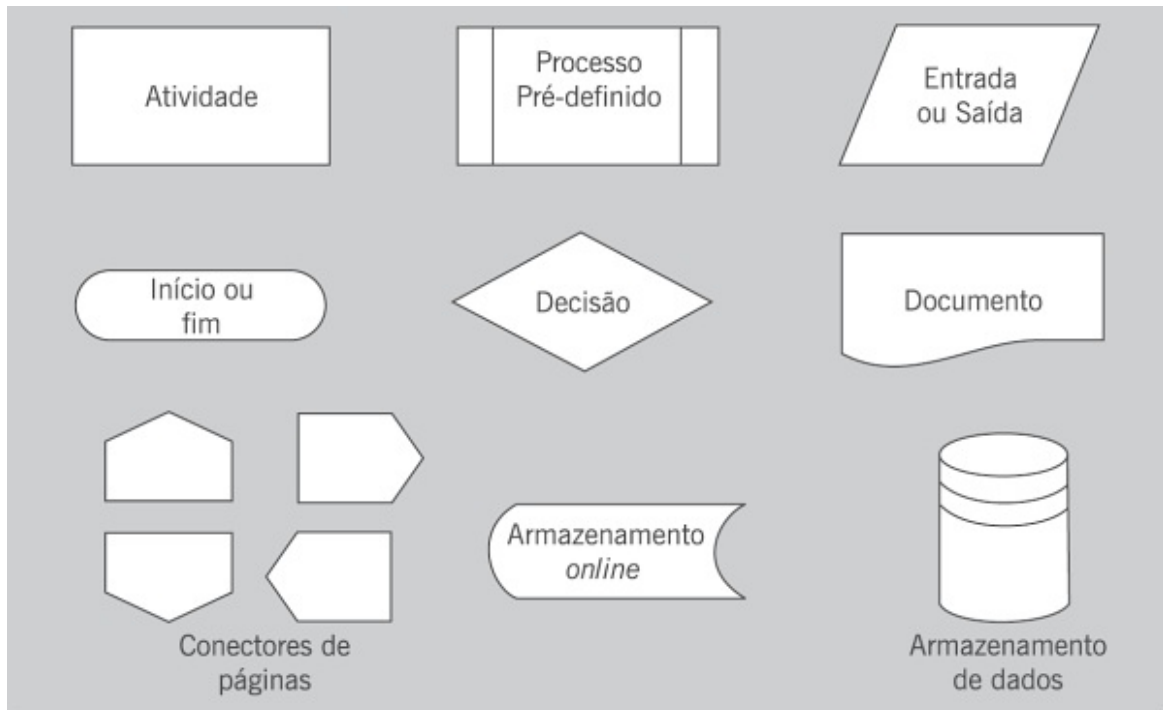 Atividade
Processo
Pré-definido
Entrada
ou Saída
Início ou
fim
Decisão
Documento
Conectores de
páginas
Armazenamento
online
Armazenamento
de dados